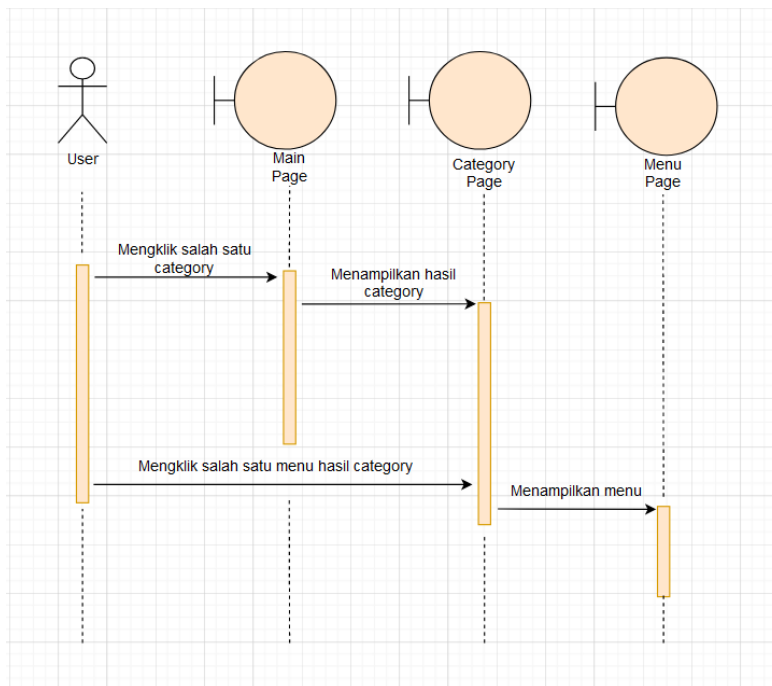 User
Main
Page
Category
Page
Menu
Page
Mengklik salah satu
category
Menampilkan hasil
category
Mengklik salah satu menu hasil category
Menampilkan menu